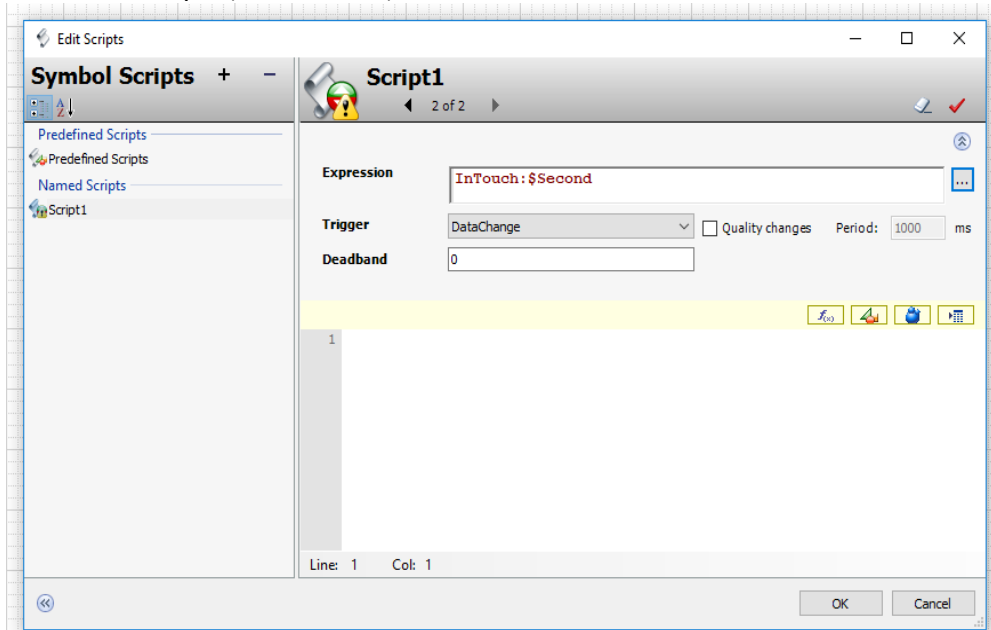 Edit Scripts
Symbol Scripts + −
Script1
2 of 2
Predefined Scripts
Predefined Scripts
Named Scripts
Script1
Expression
InTouch:$Second
...
Trigger
DataChange
Quality changes
Period:
1000
ms
Deadband
0
f(x)
1
Line: 1 Col: 1
OK
Cancel